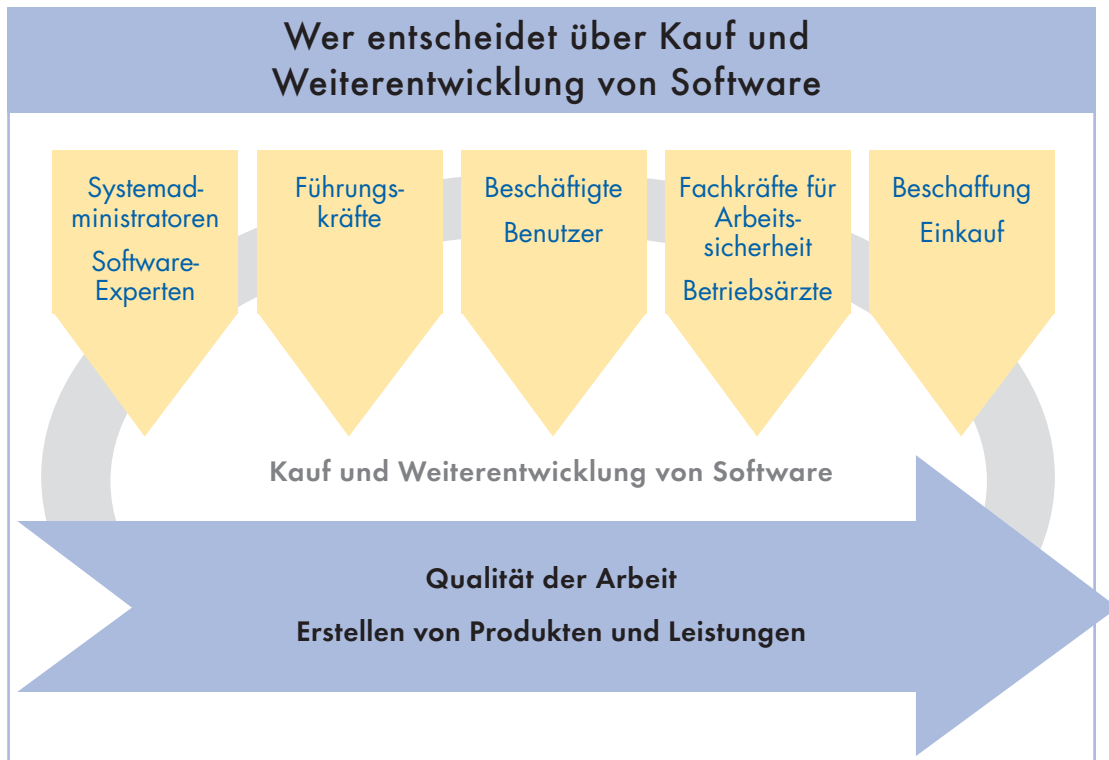 Wer entscheidet über Kauf und
Weiterentwicklung von Software
Systemad-
ministratoren
Software-
Experten
Führungs-
kräfte
Beschäftigte
Benutzer
Fachkräfte für
Arbeits-
sicherheit
Betriebsärzte
Beschaffung
Einkauf
Kauf und Weiterentwicklung von Software
Qualität der Arbeit
Erstellen von Produkten und Leistungen